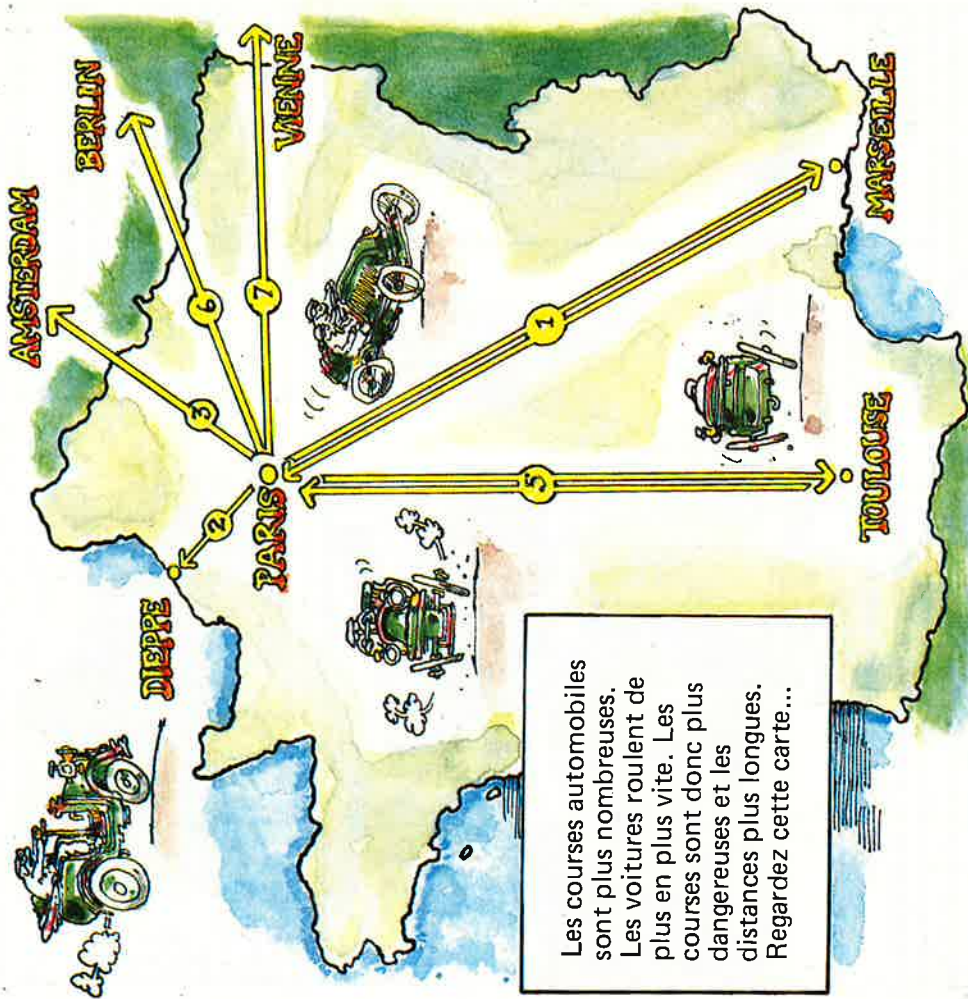 AMSTERDAM
BERLIN
DIEPPE
3
6
2
7
PARIS
VIENNE
1
5
TOULOUSE
MARSEILLE
Les courses automobiles
sont plus nombreuses.
Les voitures roulent de
plus en plus vite. Les
courses sont donc plus
dangereuses et les
distances plus longues.
Regardez cette carte...